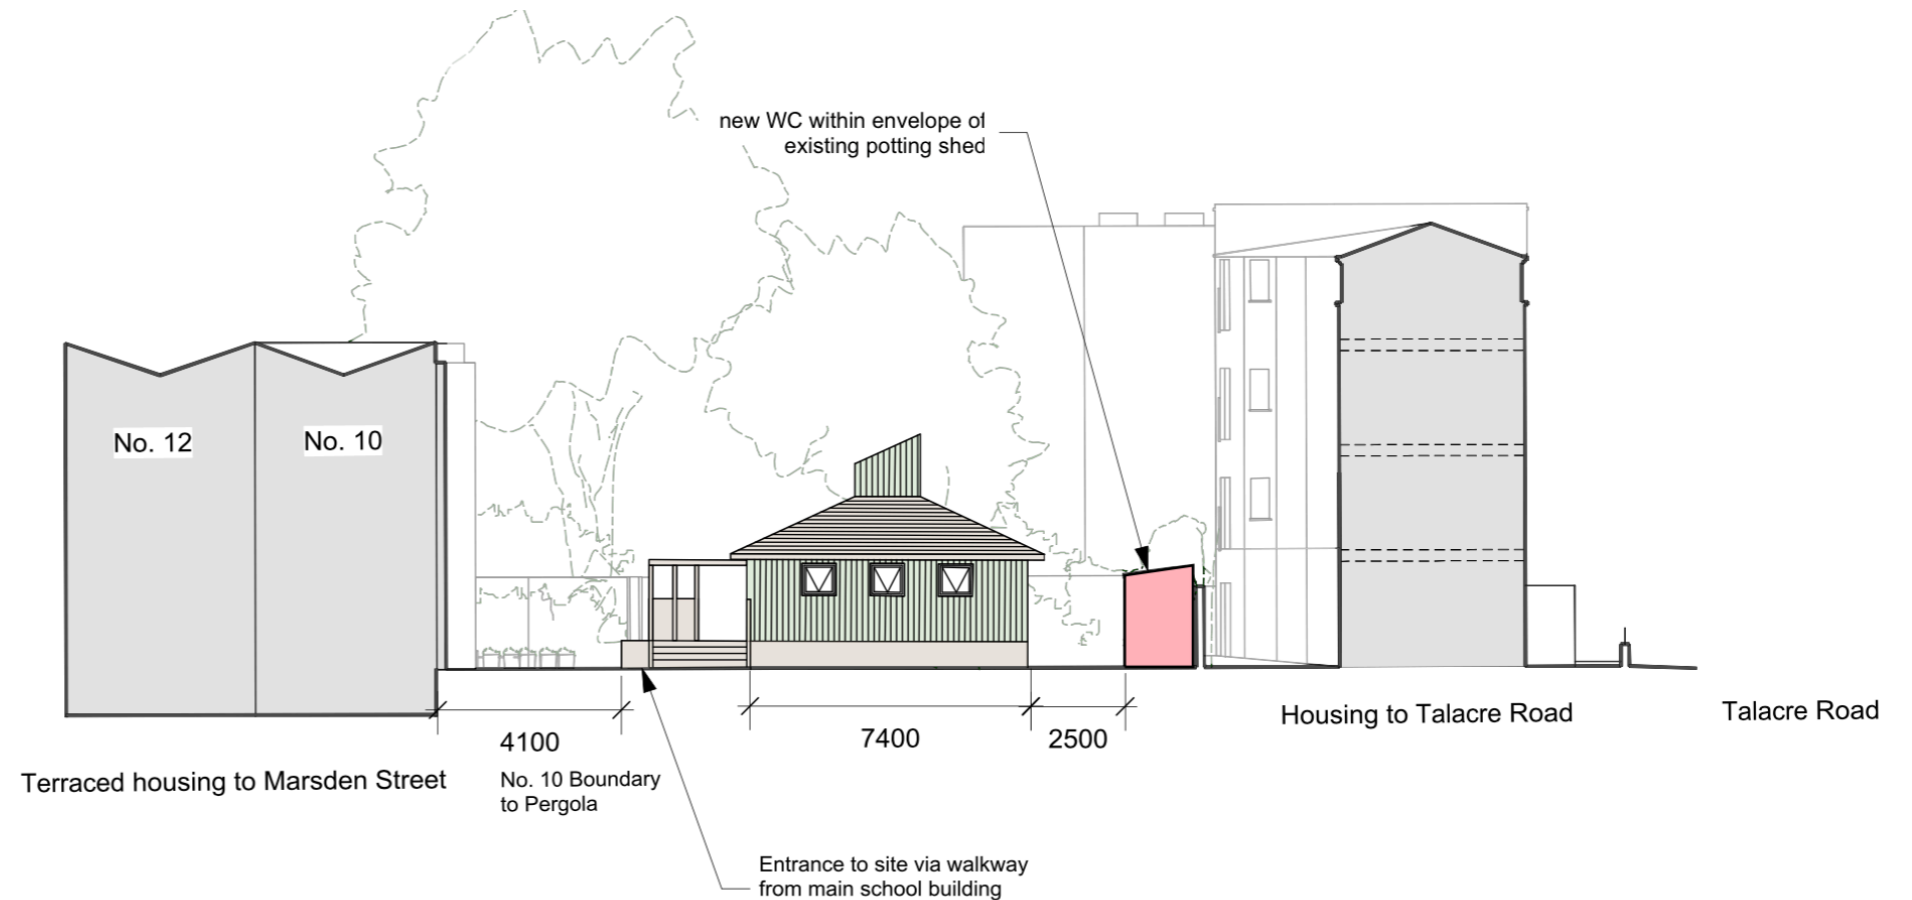 new WC within envelope of
existing potting shed
No. 12
No. 10
4100
7400
2500
No. 10 Boundary
to Pergola
Terraced housing to Marsden Street
Housing to Talacre Road
Talacre Road
Entrance to site via walkway
from main school building